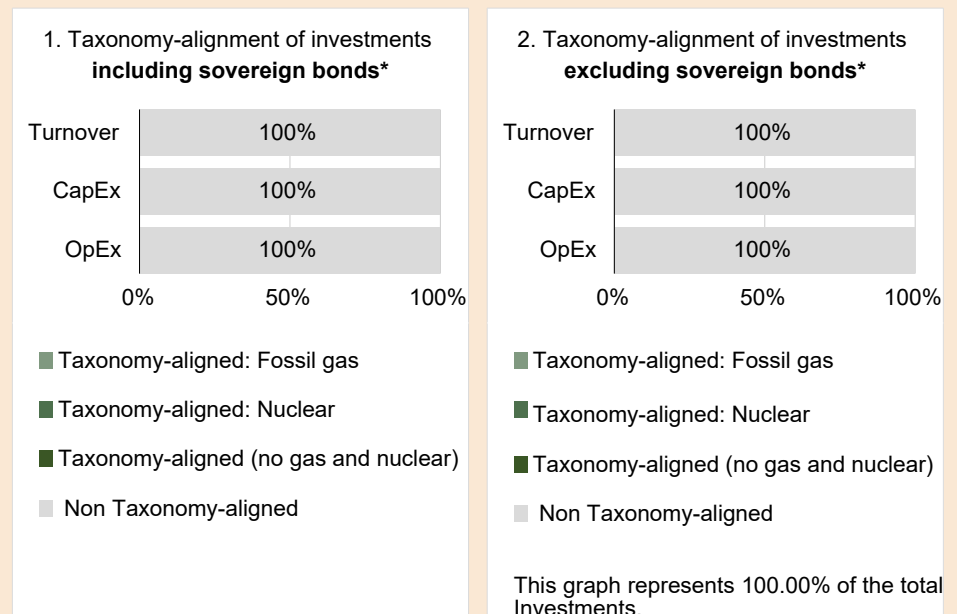 1. Taxonomy-alignment of investments
including sovereign bonds*
Turnover 100%
CapEx 100%
OpEx 100%
0% 50% 100%
Taxonomy-aligned: Fossil gas
Taxonomy-aligned: Nuclear
Taxonomy-aligned (no gas and nuclear)
Non Taxonomy-aligned
2. Taxonomy-alignment of investments
excluding sovereign bonds*
Turnover 100%
CapEx 100%
OpEx 100%
0% 50% 100%
Taxonomy-aligned: Fossil gas
Taxonomy-aligned: Nuclear
Taxonomy-aligned (no gas and nuclear)
Non Taxonomy-aligned
This graph represents 100.00% of the total
Investments.